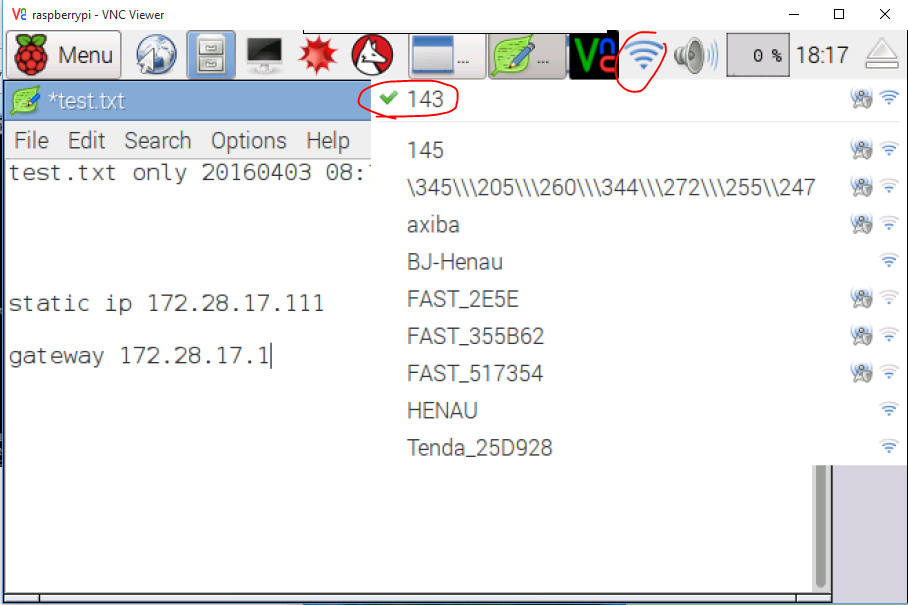 raspberrypi - VNC Viewer
Menu ... ... 0 % 18:17
*test.txt
File Edit Search Options Help
test.txt only 20160403 08:
static ip 172.28.17.111
gateway 172.28.17.1
143
145
\345\\\205\\\260\\\344\\\272\\\255\\247
axiba
BJ-Henau
FAST_2E5E
FAST_355B62
FAST_517354
HENAU
Tenda_25D928